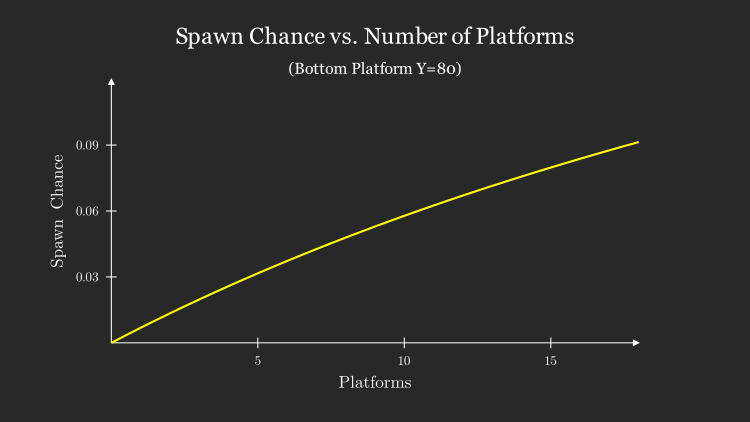 Spawn Chance vs. Number of Platforms
(Bottom Platform Y=80)
0.09
0.06
0.03
Spawn Chance
5
10
15
Platforms